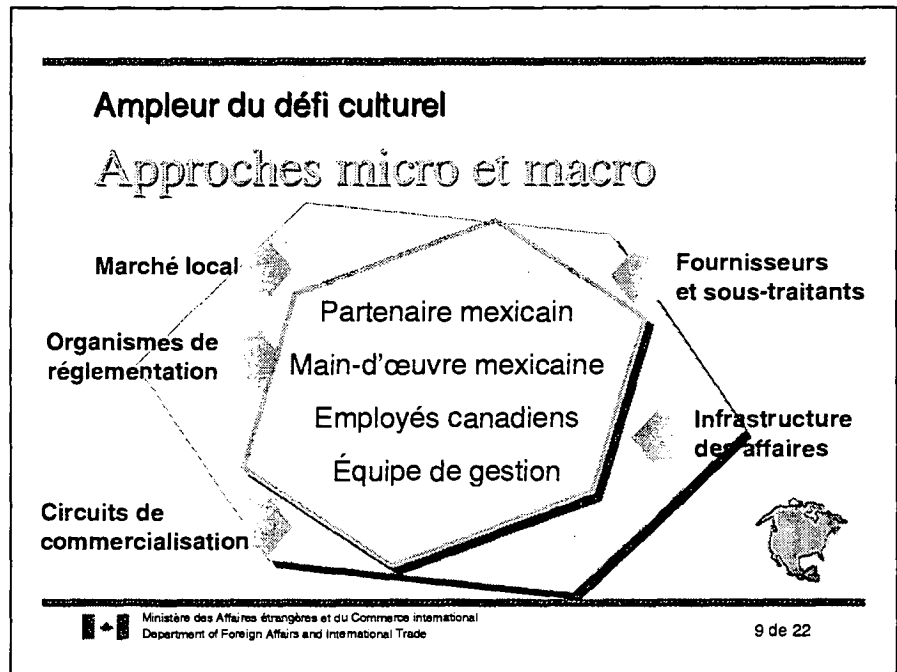 Ampleur du défi culturel
Approches micro et macro
Marché local
Organismes de
réglementation
Circuits de
commercialisation
Partenaire mexicain
Main-d'œuvre mexicaine
Employés canadiens
Équipe de gestion
Fournisseurs
et sous-traitants
Infrastructure
des affaires
Ministère des Affaires étrangères et du Commerce international
Department of Foreign Affairs and International Trade
9 de 22